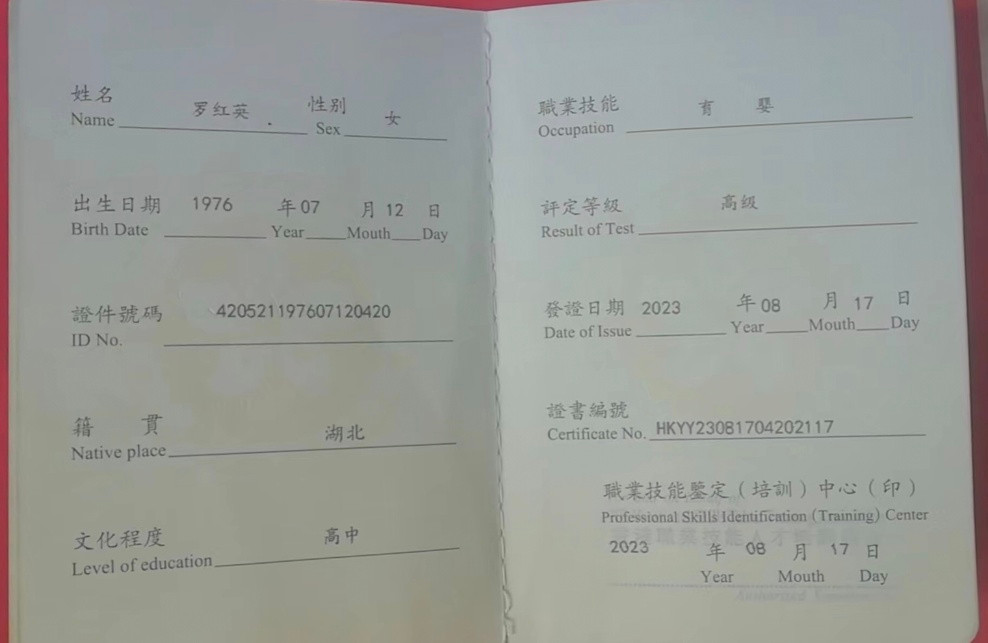 姓名 罗红英 . 性别 女
Name Sex
出生日期 1976 年 07 月 12 日
Birth Date Year Mouth Day
證件號碼 420521197607120420
ID No.
籍 貫 湖北
Native place
文化程度 高中
Level of education
職業技能 育 婴
Occupation
評定等級 高级
Result of Test
發證日期 2023 年 08 月 17 日
Date of Issue Year Mouth Day
證書編號
Certificate No. HKYY23081704202117
職業技能鑒定(培訓)中心(印)
Professional Skills Identification (Training) Center
2023 年 08 月 17 日
Year Mouth Day